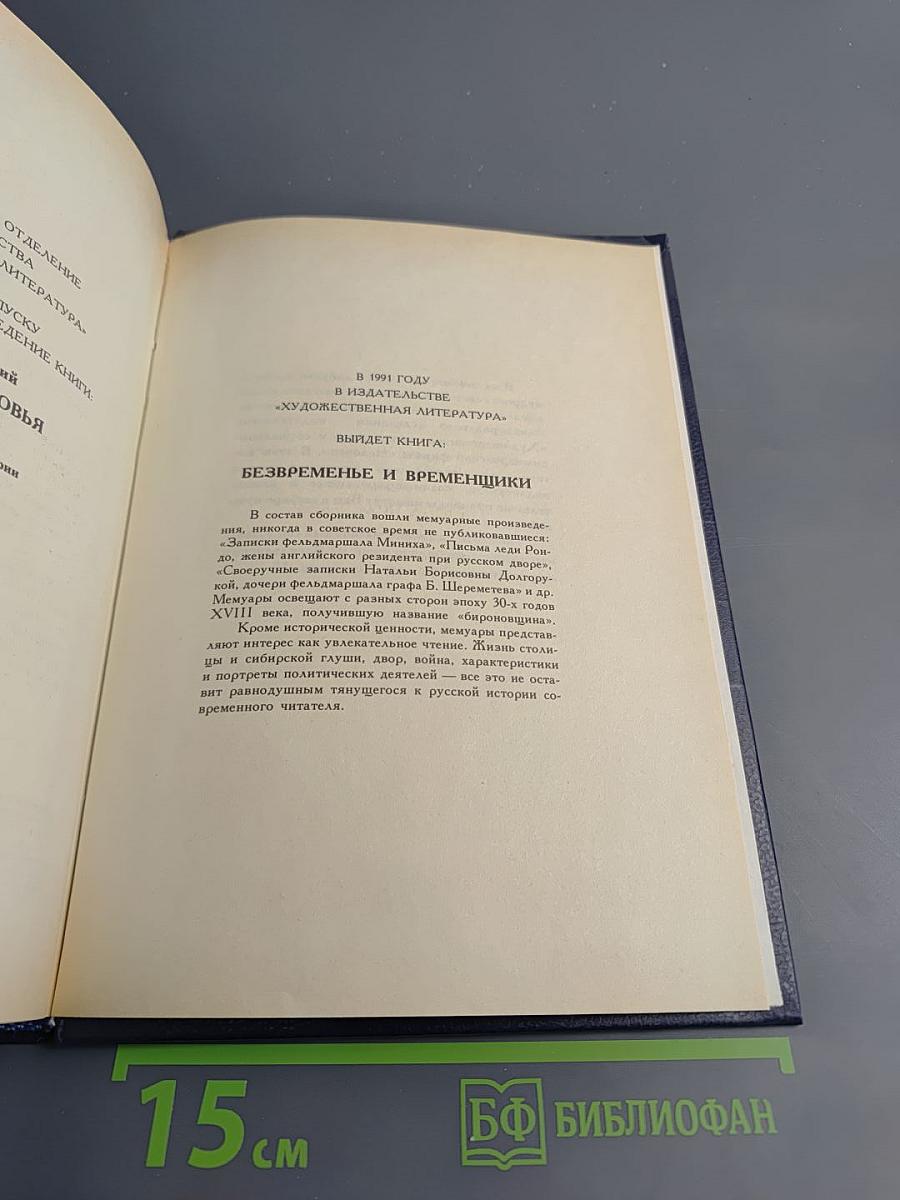 ОТДЕЛЕНИЕ
ЛИТЕРАТУРА»
КНИГИ:
В 1991 ГОДУ
В ИЗДАТЕЛЬСТВЕ
«ХУДОЖЕСТВЕННАЯ ЛИТЕРАТУРА»
ВЫЙДЕТ КНИГА:
БЕЗВРЕМЕНЬЕ И ВРЕМЕНЩИКИ
В состав сборника вошли мемуарные произведе-
ния, никогда в советское время не публиковавшиеся:
«Записки фельдмаршала Миниха», «Письма леди Рон-
до, жены английского резидента при русском дворе»,
«Своеручные записки Натальи Борисовны Долгору-
кой, дочери фельдмаршала графа Б. Шереметева» и др.
Мемуары освещают с разных сторон эпоху 30-х годов
XVIII века, получившую название «бироновщина».
Кроме исторической ценности, мемуары представ-
ляют интерес как увлекательное чтение. Жизнь столи-
цы и сибирской глуши, двор, война, характеристики
и портреты политических деятелей — все это не оста-
вит равнодушным тянущегося к русской истории со-
временного читателя.
15 см
БФ БИБЛИОФАН